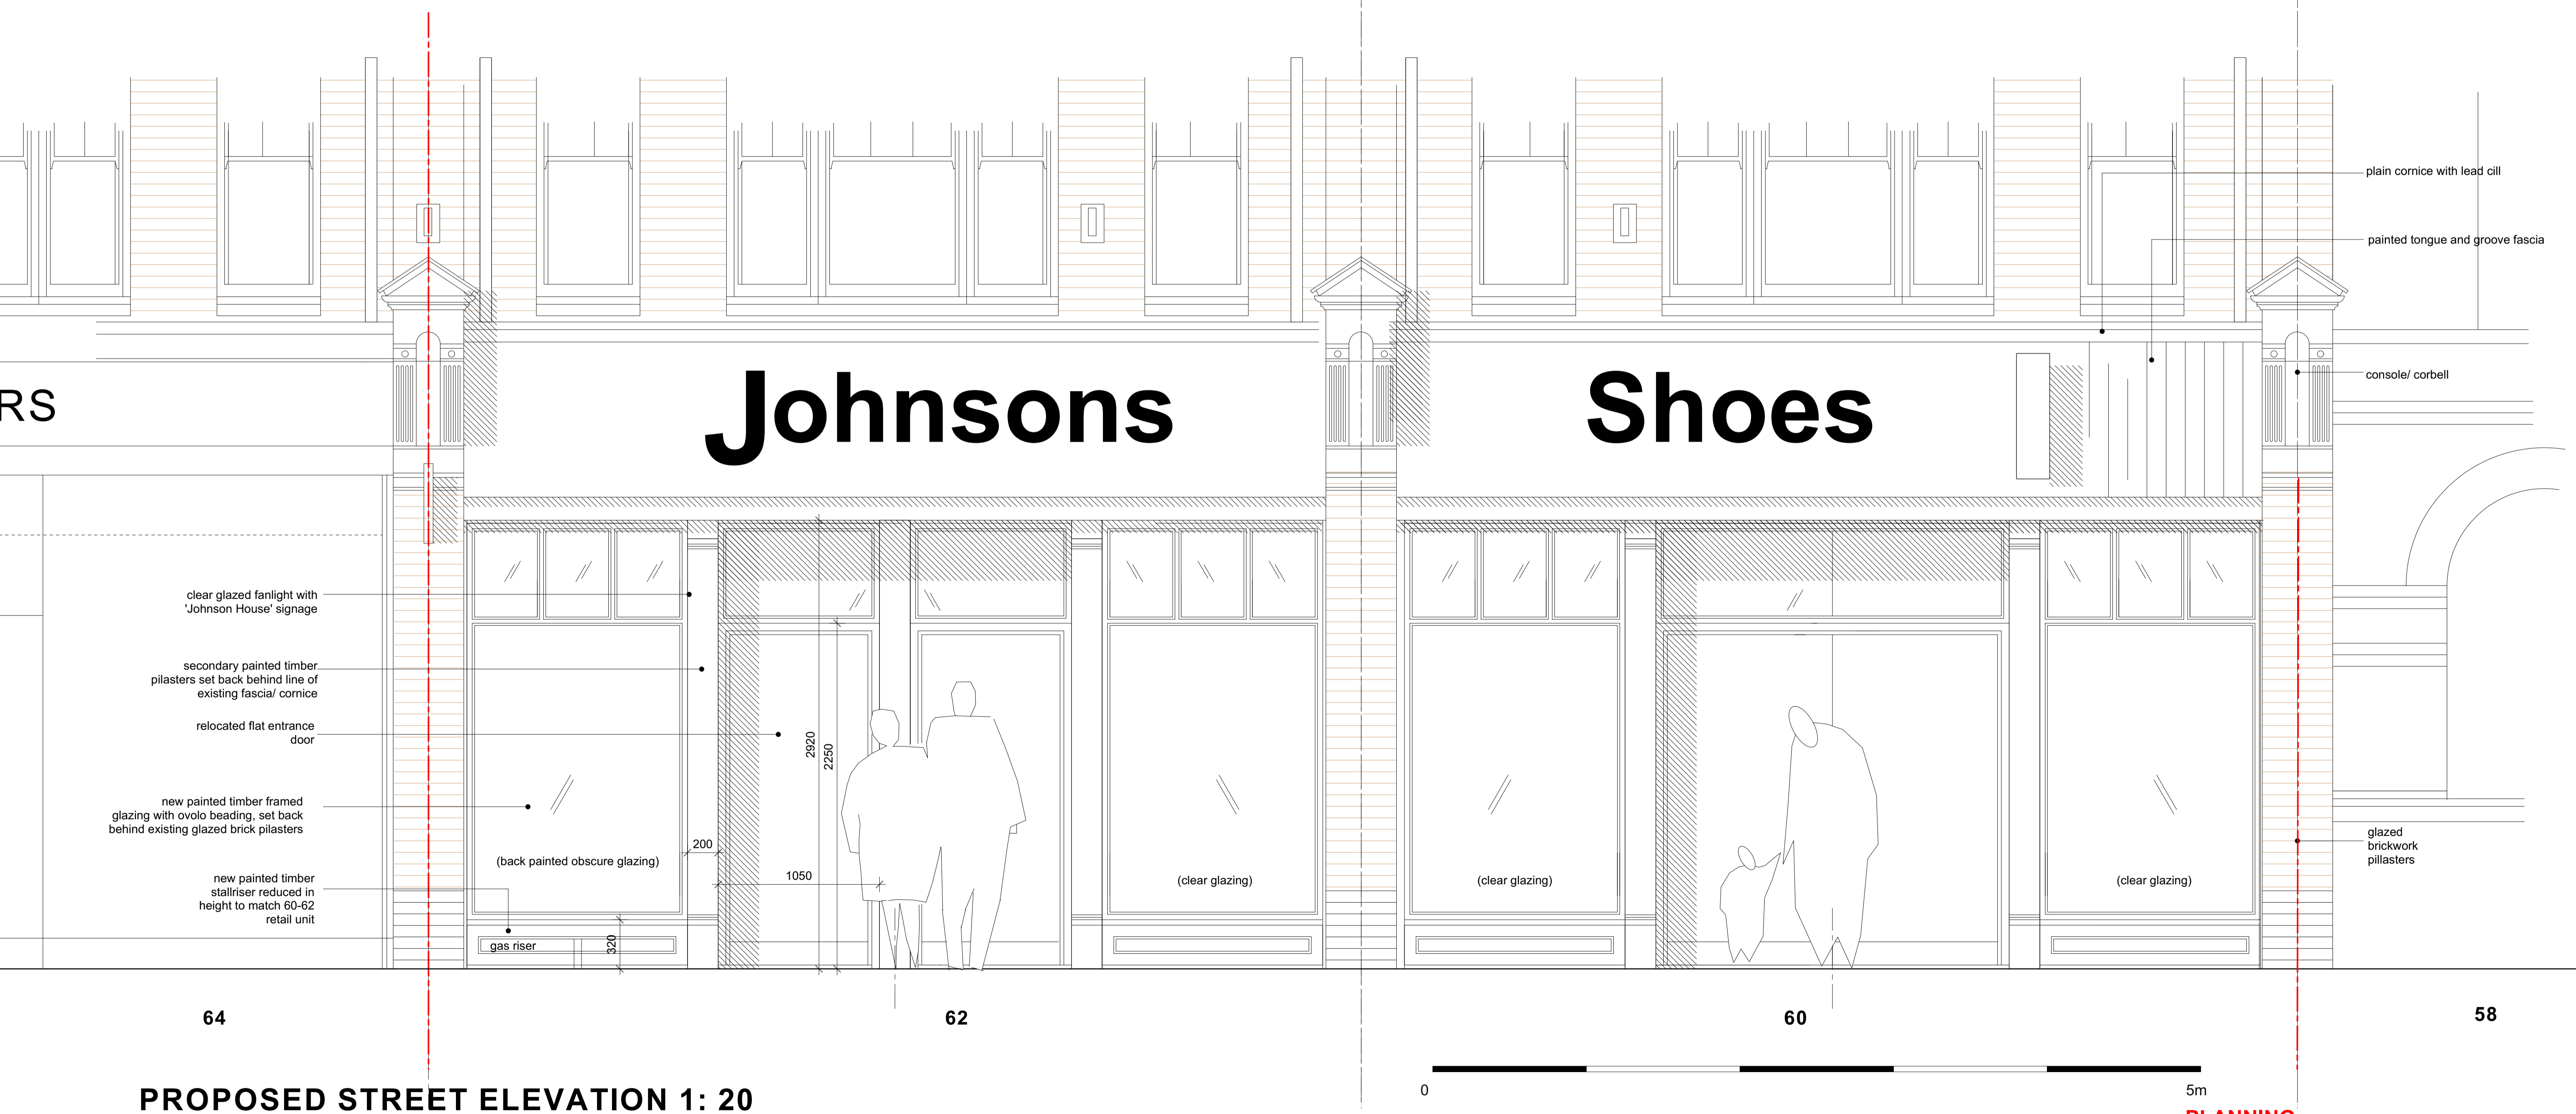 plain cornice with lead cill
painted tongue and groove fascia
console/ corbell
RS
Johnsons
Shoes
clear glazed fanlight with
'Johnson House' signage
secondary painted timber
pilasters set back behind line of
existing fascia/ cornice
relocated flat entrance
door
new painted timber framed
glazing with ovolo beading, set back
behind existing glazed brick pilasters
new painted timber
stallriser reduced in
height to match 60-62
retail unit
2920
2250
200
1050
320
(back painted obscure glazing)
gas riser
(clear glazing)
(clear glazing)
(clear glazing)
glazed
brickwork
pillasters
64
62
60
58
0
5m
PROPOSED STREET ELEVATION 1: 20
PLANNING